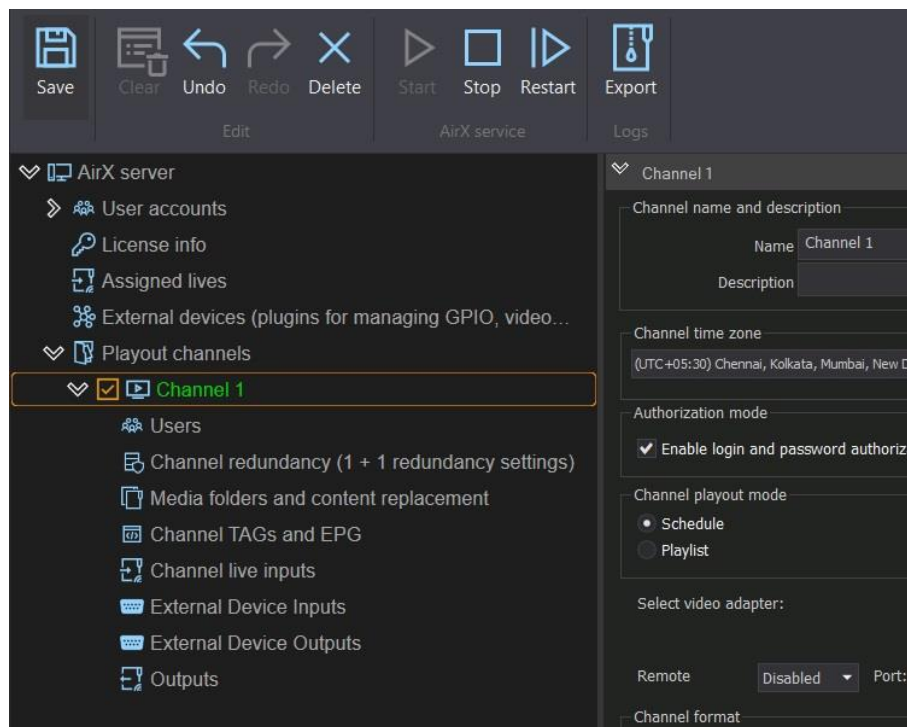 Save
Clear
Undo
Redo
Delete
Start
Stop
Restart
Export
Edit
AirX service
Logs
AirX server
User accounts
License info
Assigned lives
External devices (plugins for managing GPIO, video...
Playout channels
Channel 1
Users
Channel redundancy (1 + 1 redundancy settings)
Media folders and content replacement
Channel TAGs and EPG
Channel live inputs
External Device Inputs
External Device Outputs
Outputs
Channel 1
Channel name and description
Name Channel 1
Description
Channel time zone
(UTC+05:30) Chennai, Kolkata, Mumbai, New D
Authorization mode
Enable login and password authoriz
Channel playout mode
Schedule
Playlist
Select video adapter:
Remote Disabled Port:
Channel format